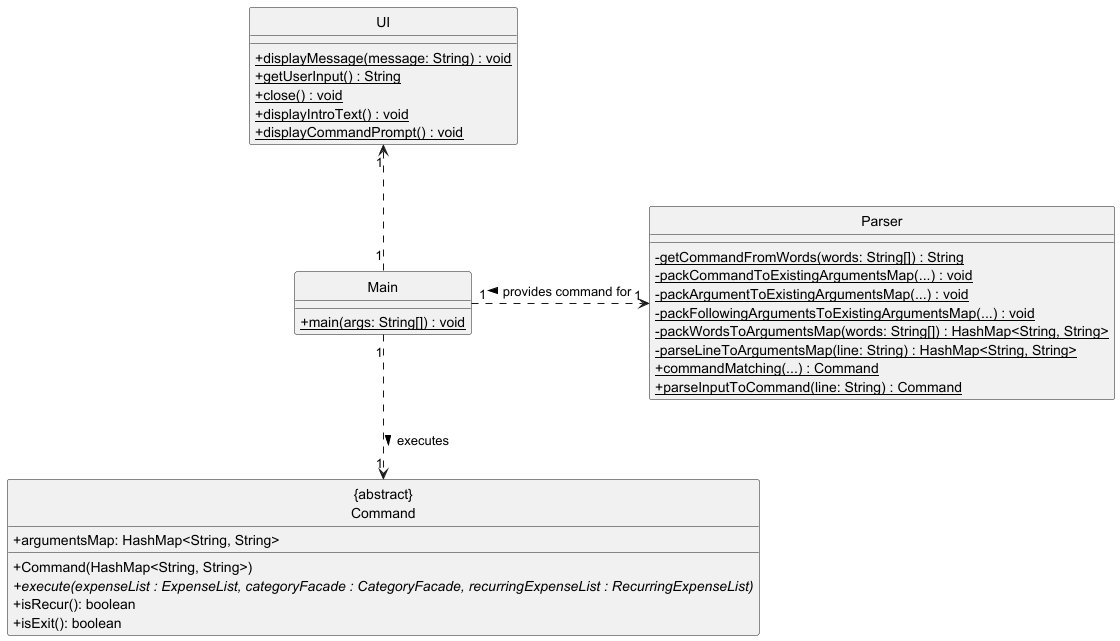 UI
+displayMessage(message: String) : void
+getUserInput() : String
+close() : void
+displayIntroText() : void
+displayCommandPrompt() : void
1
1
Main
+main(args: String[]) : void
1
provides command for
1
Parser
-getCommandFromWords(words: String[]) : String
-packCommandToExistingArgumentsMap(...) : void
-packArgumentToExistingArgumentsMap(...) : void
-packFollowingArgumentsToExistingArgumentsMap(...) : void
-packWordsToArgumentsMap(words: String[]) : HashMap<String, String>
-parseLineToArgumentsMap(line: String) : HashMap<String, String>
+commandMatching(...) : Command
+parseInputToCommand(line: String) : Command
1
executes
1
{abstract}
Command
+argumentsMap: HashMap<String, String>
+Command(HashMap<String, String>)
+execute(expenseList : ExpenseList, categoryFacade : CategoryFacade, recurringExpenseList : RecurringExpenseList)
+isRecur(): boolean
+isExit(): boolean